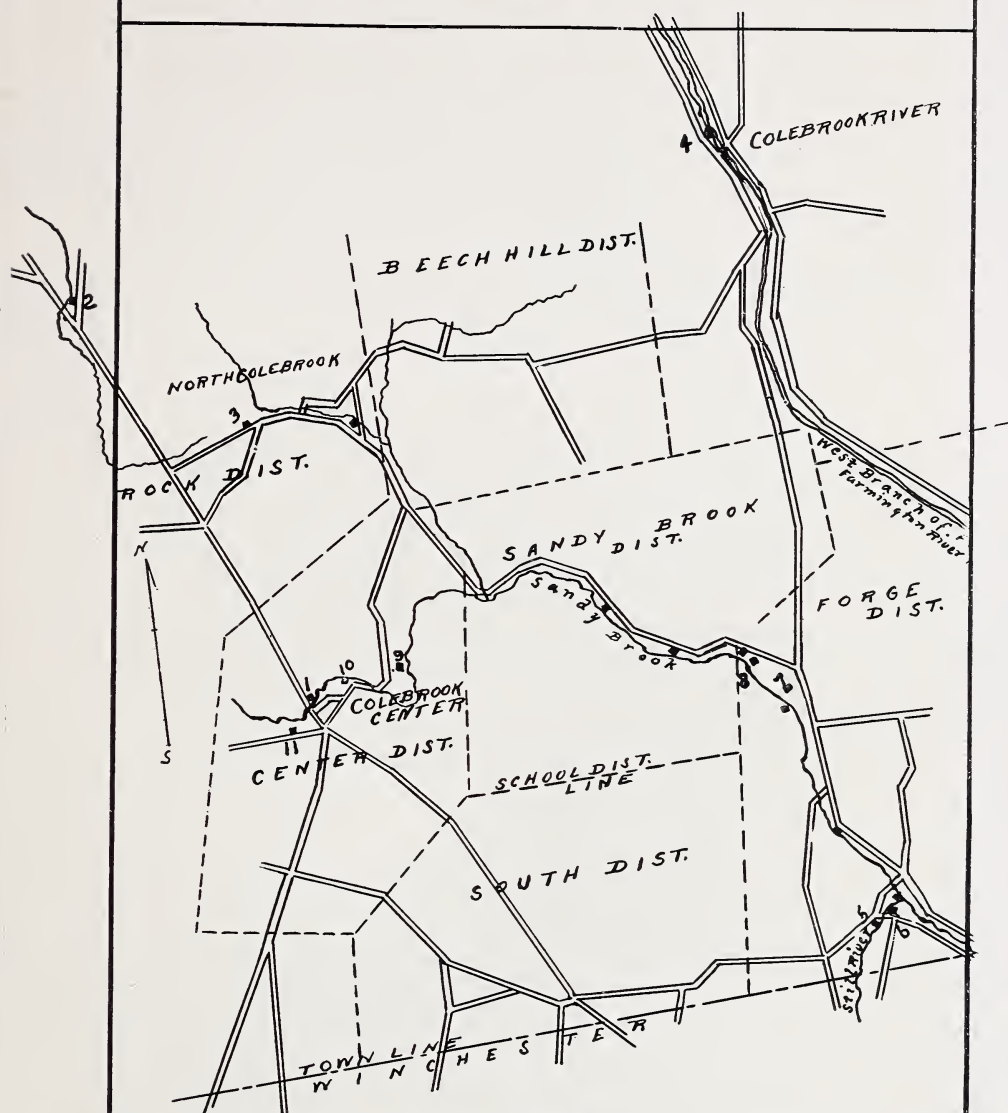 COLEBROOK RIVER
4
BEECH HILL DIST.
2
NORTH COLEBROOK
3
ROCK DIST.
West Branch of
Farmington River
SANDY BROOK
DIST.
N
Sandy Brook
FORGE
DIST.
10
9
1
COLEBROOK
CENTER
8
7
11
S
CENTER DIST.
SCHOOL DIST.
LINE
SOUTH DIST.
5
6
Still River
TOWN LINE
WINCHESTER